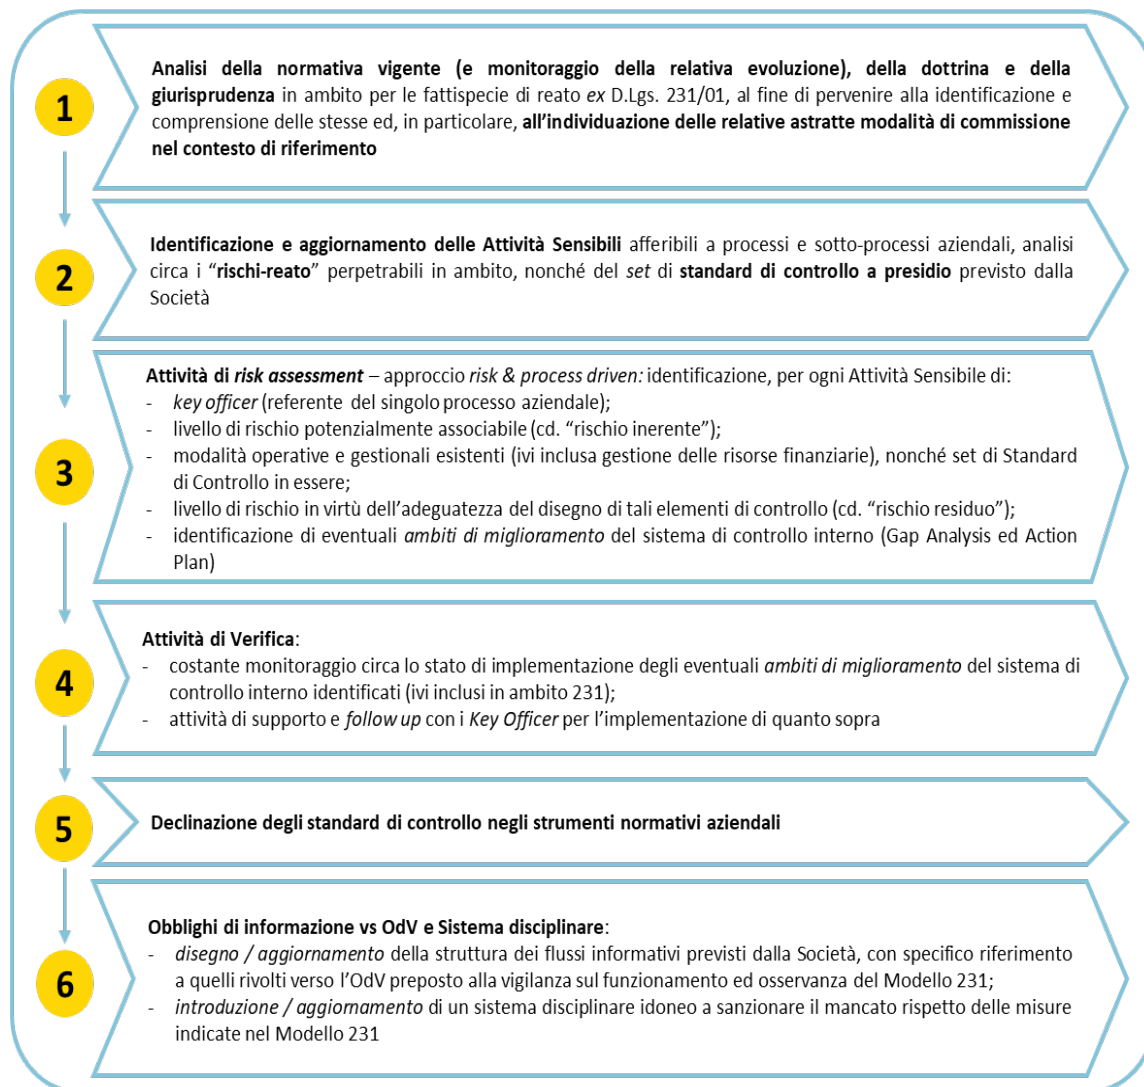 1
Analisi della normativa vigente (e monitoraggio della relativa evoluzione), della dottrina e della
giurisprudenza in ambito per le fattispecie di reato ex D.Lgs. 231/01, al fine di pervenire alla identificazione e
comprensione delle stesse ed, in particolare, all’individuazione delle relative astratte modalità di commissione
nel contesto di riferimento
2
Identificazione e aggiornamento delle Attività Sensibili afferibili a processi e sotto-processi aziendali, analisi
circa i “rischi-reato” perpetrabili in ambito, nonché del set di standard di controllo a presidio previsto dalla
Società
3
Attività di risk assessment – approccio risk & process driven: identificazione, per ogni Attività Sensibile di:
- key officer (referente del singolo processo aziendale);
- livello di rischio potenzialmente associabile (cd. “rischio inerente”);
- modalità operative e gestionali esistenti (ivi inclusa gestione delle risorse finanziarie), nonché set di Standard
di Controllo in essere;
- livello di rischio in virtù dell’adeguatezza del disegno di tali elementi di controllo (cd. “rischio residuo”);
- identificazione di eventuali ambiti di miglioramento del sistema di controllo interno (Gap Analysis ed Action
Plan)
4
Attività di Verifica:
- costante monitoraggio circa lo stato di implementazione degli eventuali ambiti di miglioramento del sistema di
controllo interno identificati (ivi inclusi in ambito 231);
- attività di supporto e follow up con i Key Officer per l’implementazione di quanto sopra
5
Declinazione degli standard di controllo negli strumenti normativi aziendali
6
Obblighi di informazione vs OdV e Sistema disciplinare:
- disegno / aggiornamento della struttura dei flussi informativi previsti dalla Società, con specifico riferimento
a quelli rivolti verso l’OdV preposto alla vigilanza sul funzionamento ed osservanza del Modello 231;
- introduzione / aggiornamento di un sistema disciplinare idoneo a sanzionare il mancato rispetto delle misure
indicate nel Modello 231